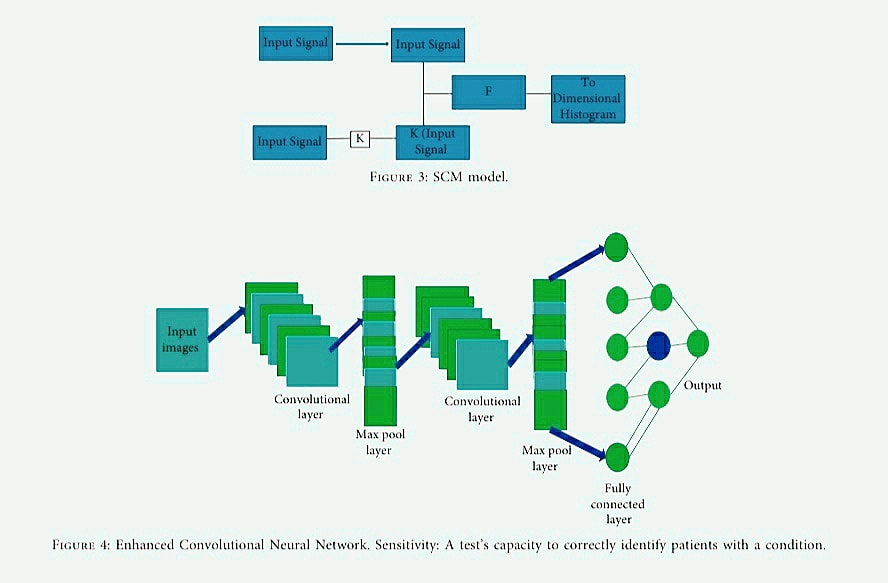 Input Signal
Input Signal
F
To
Dimensional
Histogram
Input Signal
K
K (Input
Signal
FIGURE 3: SCM model.
Input
images
Convolutional
layer
Max pool
layer
Convolutional
layer
Max pool
layer
Output
Fully
connected
layer
FIGURE 4: Enhanced Convolutional Neural Network. Sensitivity: A test's capacity to correctly identify patients with a condition.